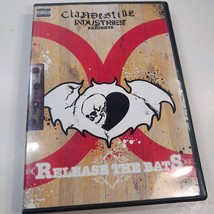 CLANDESTINE
INDUSTRIES
PRESENTS
RELEASE THE BATS